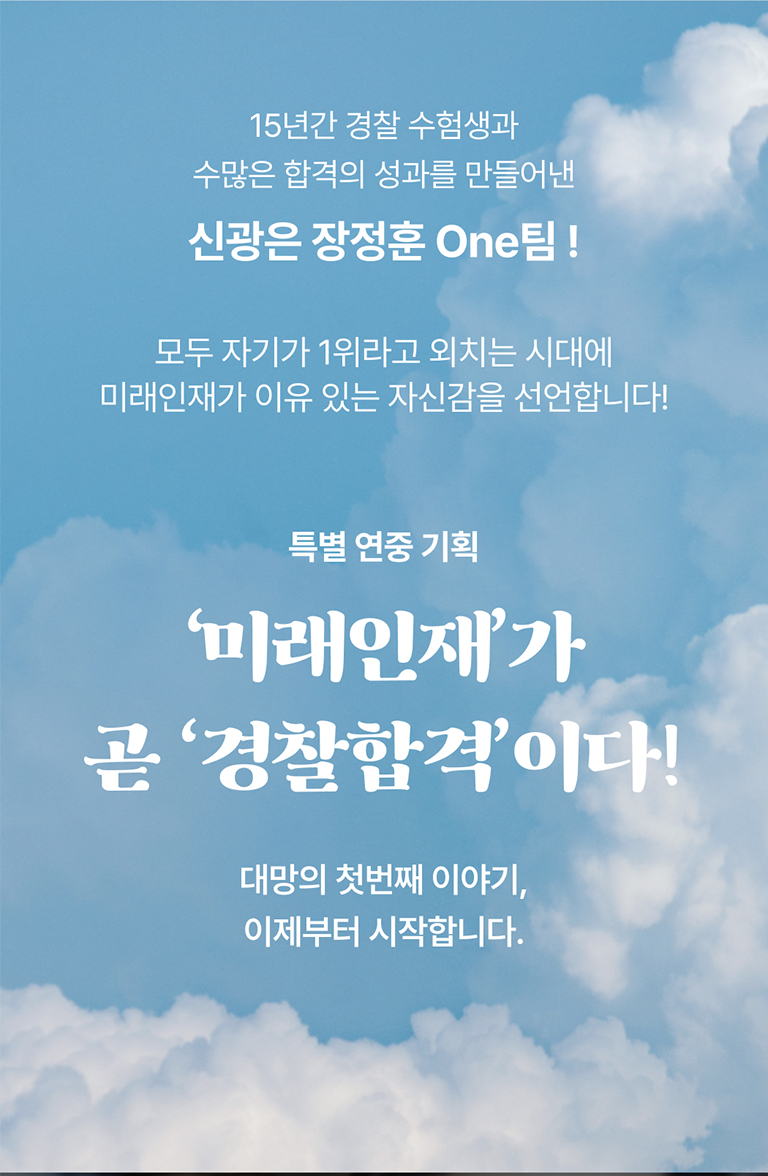 15년간 경찰 수험생과
수많은 합격의 성과를 만들어낸
신광은 장정훈 One팀 !
모두 자기가 1위라고 외치는 시대에
미래인재가 이유 있는 자신감을 선언합니다!
특별 연중 기획
‘미래인재’가
곧 ‘경찰합격’이다!
대망의 첫번째 이야기,
이제부터 시작합니다.